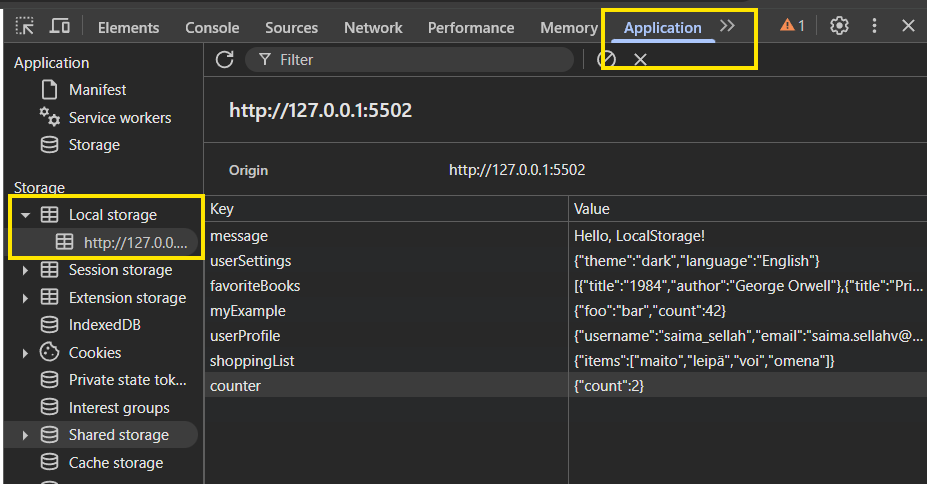 Elements Console Sources Network Performance Memory Application 1
Application
Manifest
Service workers
Storage
Storage
Local storage
http://127.0.0....
Session storage
Extension storage
IndexedDB
Cookies
Private state tok...
Interest groups
Shared storage
Cache storage
Filter
http://127.0.0.1:5502
Origin http://127.0.0.1:5502
Key Value
message Hello, LocalStorage!
userSettings {"theme":"dark","language":"English"}
favoriteBooks [{"title":"1984","author":"George Orwell"},{"title":"Pri...
myExample {"foo":"bar","count":42}
userProfile {"username":"saima_sellah","email":"saima.sellahv@...
shoppingList {"items":["maito","leipä","voi","omena"]}
counter {"count":2}